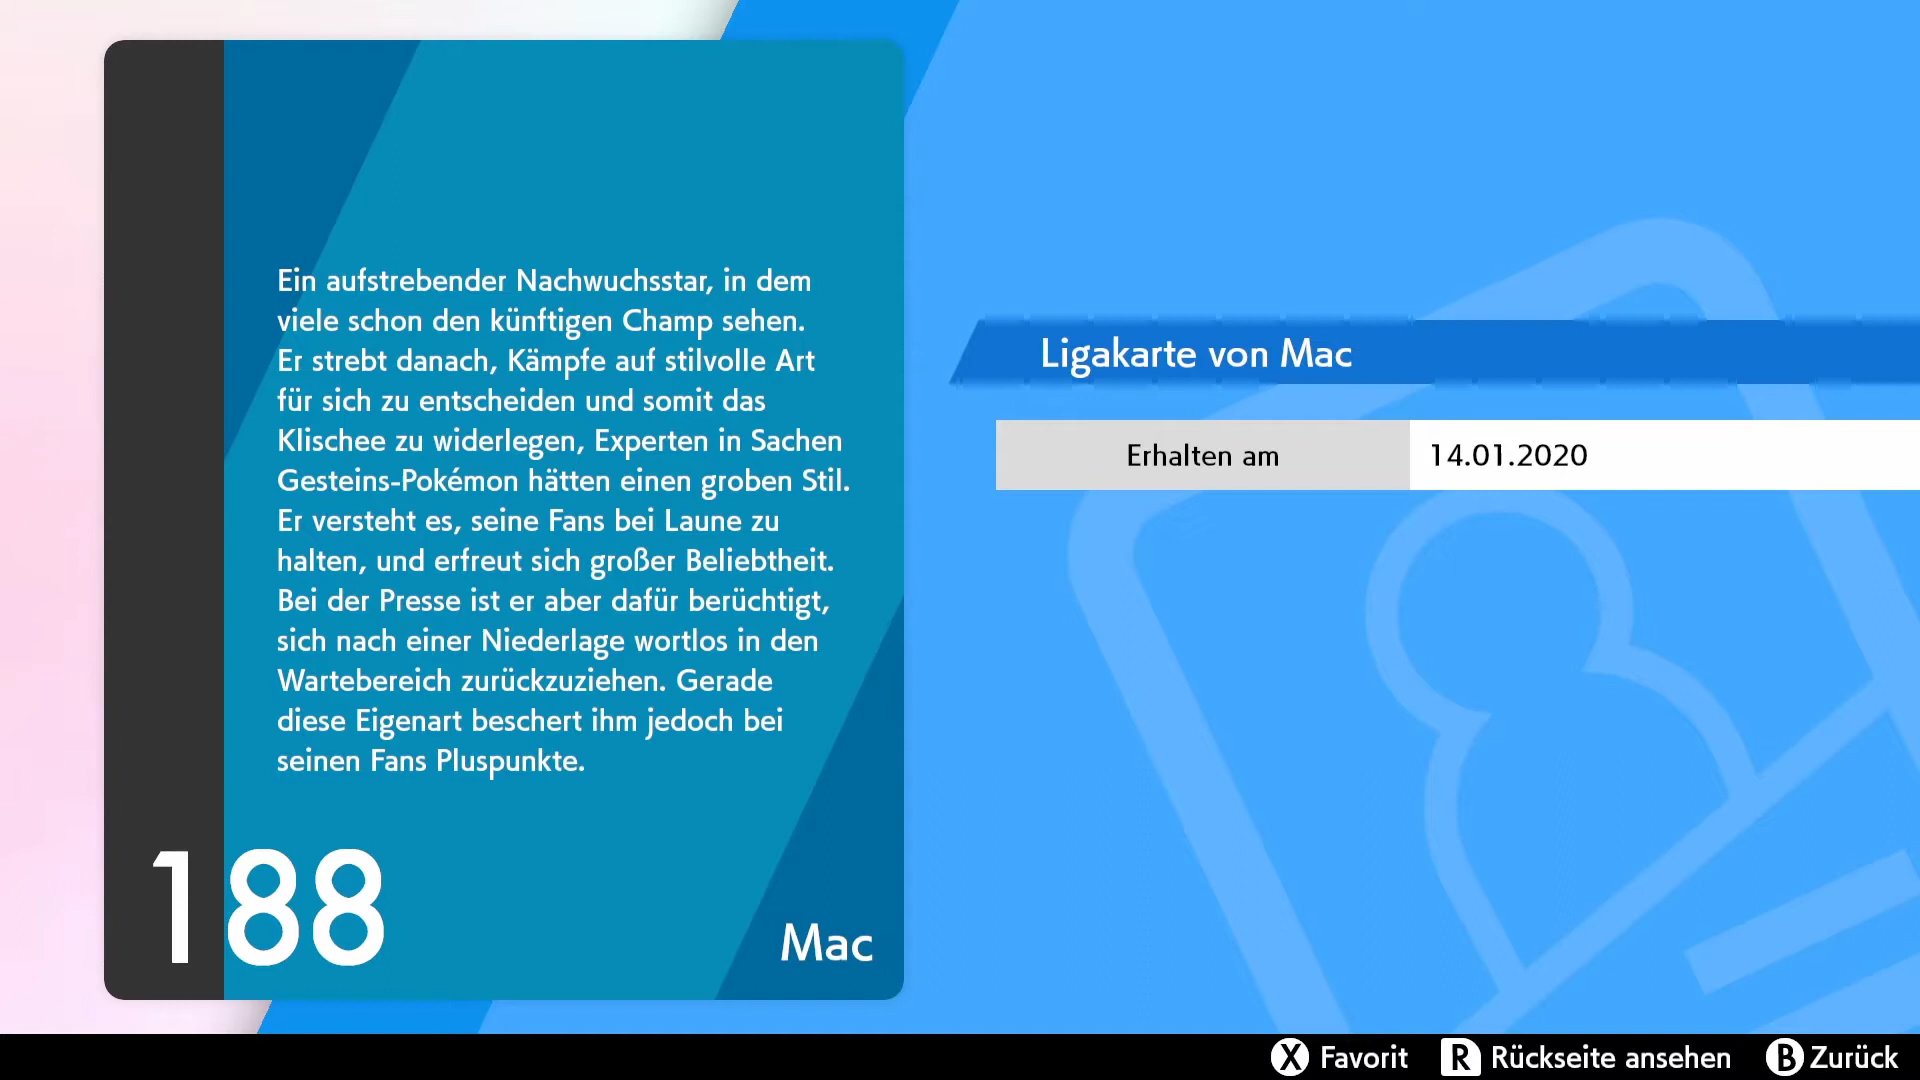 Ein aufstrebender Nachwuchsstar, in dem
viele schon den künftigen Champ sehen.
Er strebt danach, Kämpfe auf stilvolle Art
für sich zu entscheiden und somit das
Klischee zu widerlegen, Experten in Sachen
Gesteins-Pokémon hätten einen groben Stil.
Er versteht es, seine Fans bei Laune zu
halten, und erfreut sich großer Beliebtheit.
Bei der Presse ist er aber dafür berüchtigt,
sich nach einer Niederlage wortlos in den
Wartebereich zurückzuziehen. Gerade
diese Eigenart beschert ihm jedoch bei
seinen Fans Pluspunkte.
188
Mac
Ligakarte von Mac
Erhalten am 14.01.2020
X Favorit R Rückseite ansehen B Zurück